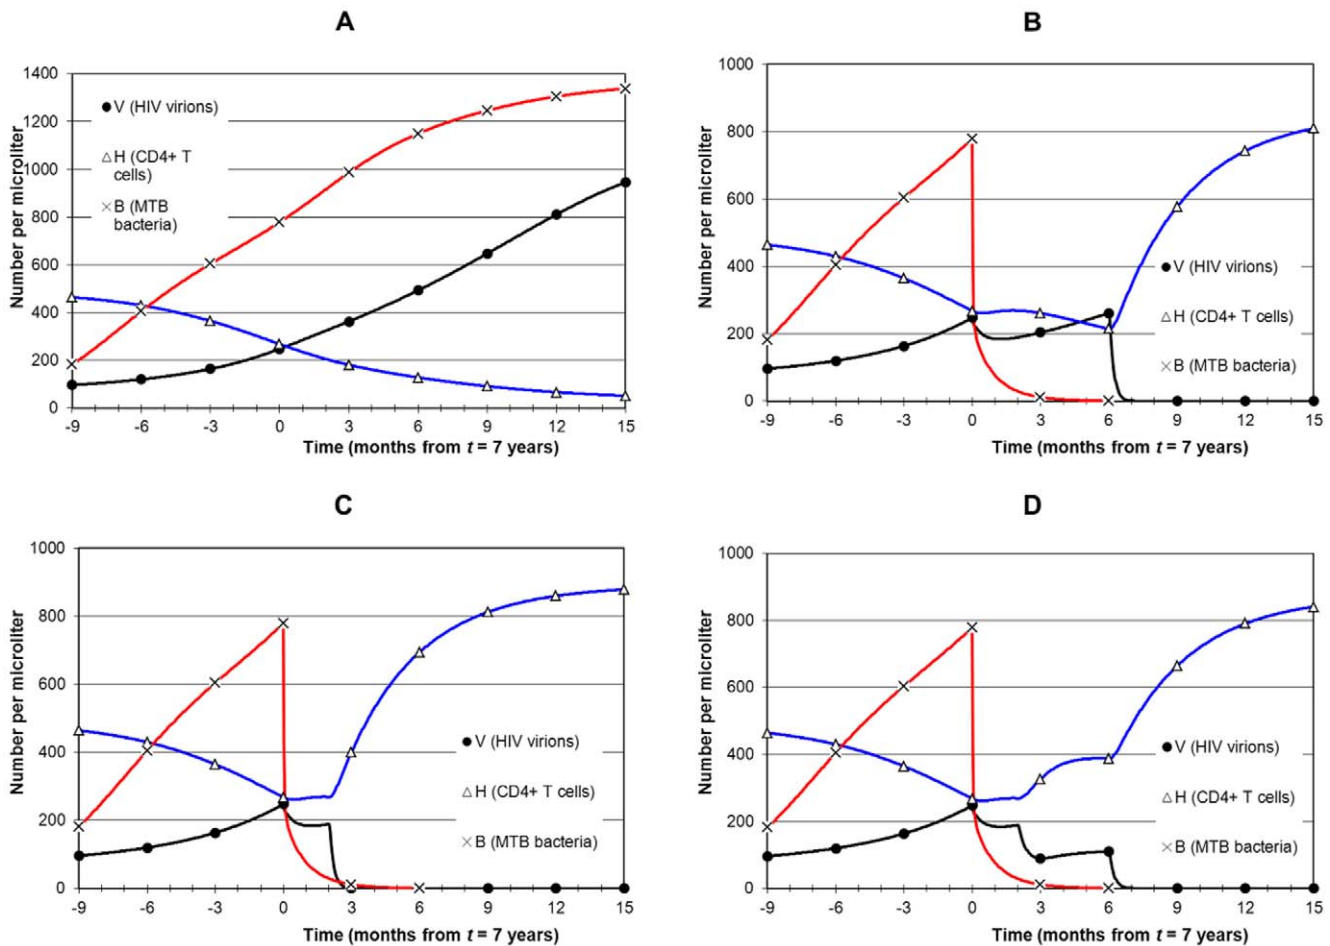 A
Number per microliter
1400
1200
1000
800
600
400
200
0
V (HIV virions)
H (CD4+ T
cells)
B (MTB
bacteria)
-9 -6 -3 0 3 6 9 12 15
Time (months from t = 7 years)
B
Number per microliter
1000
800
600
400
200
0
V (HIV virions)
H (CD4+ T cells)
B (MTB bacteria)
-9 -6 -3 0 3 6 9 12 15
Time (months from t = 7 years)
C
Number per microliter
1000
800
600
400
200
0
V (HIV virions)
H (CD4+ T cells)
B (MTB bacteria)
-9 -6 -3 0 3 6 9 12 15
Time (months from t = 7 years)
D
Number per microliter
1000
800
600
400
200
0
V (HIV virions)
H (CD4+ T cells)
B (MTB bacteria)
-9 -6 -3 0 3 6 9 12 15
Time (months from t = 7 years)